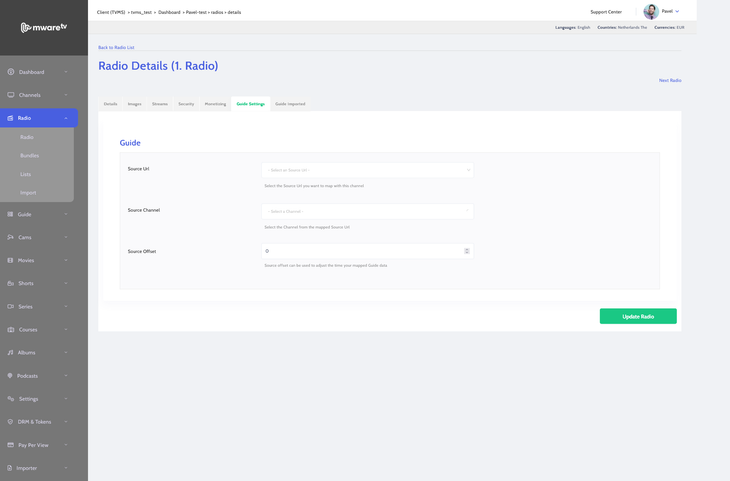 mwaretv
Client (TVMS) > tvms_test > Dashboard > Panel-test > radios > details
Support Center
Pavel
Languages: English
Countries: Netherlands The
Currencies: EUR
Back to Radio List
Radio Details (1. Radio)
Next Radio
Details
Images
Streams
Security
Monetizing
Guide Settings
Guide Imported
Dashboard
Channels
Radio
Radio
Bundles
Lists
Import
Guide
Cams
Movies
Shorts
Series
Courses
Albums
Podcasts
Settings
DRM & Tokens
Pay Per View
Importer
Guide
Source Url
- Select an Source Url -
Select the Source Url you want to map with this channel
Source Channel
- Select a Channel -
Select the Channel from the mapped Source Url
Source Offset
0
Source offset can be used to adjust the time your mapped Guide data
Update Radio